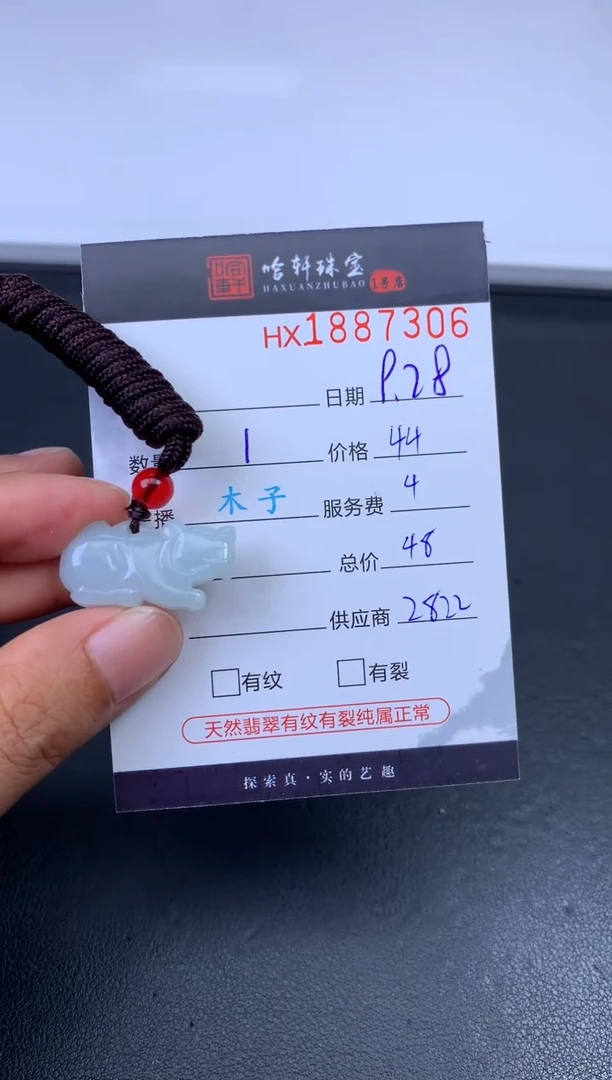 哈轩珠宝
HAXUANZHUBAO 1号店
HX1887306
日期 9.28
数量 1 价格 44
播 木子 服务费 4
总价 48
供应商 2822
有纹 有裂
天然翡翠有纹有裂纯属正常
探索真·实的艺趣